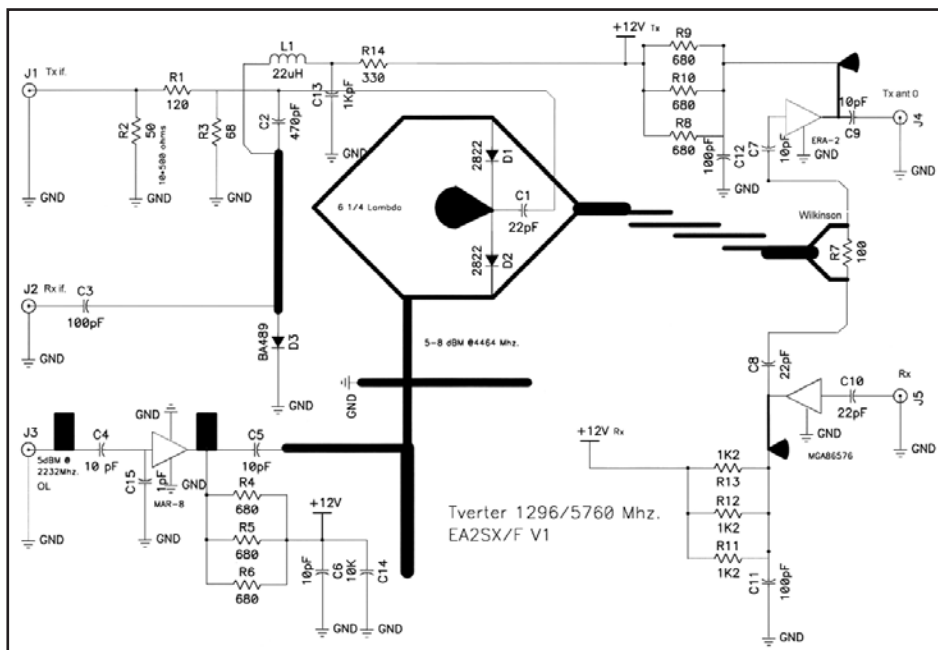 L1
22uH
R14
330
+12V Tx
R9
680
R10
680
R8
680
J1 Tx if.
R1
120
R2
50
10*500 ohms
R3
68
C2
470pF
C13
1KpF
GND
GND
GND
GND
2822
D1
6 1/4 Lambda
C1
22pF
2822
D2
100pF
C12
GND
C7
10pF
ERA-2
GND
10pF
C9
Tx ant 0
J4
GND
Wilkinson
R7
100
J2 Rx if.
C3
100pF
GND
BA489
D3
GND
5-8 dBM @4464 Mhz.
GND
C8
22pF
Rx
C10
22pF
J5
GND
GND
MGA86576
J3
5dBM @
2232Mhz.
OL
GND
C4
10 pF
C15
1pF
GND
GND
GND
MAR-8
C5
10pF
R4
680
R5
680
R6
680
+12V
10pF
C6
10K
C14
GND
GND
+12V Rx
1K2
R13
R12
1K2
R11
1K2
C11
100pF
GND
Tverter 1296/5760 Mhz.
EA2SX/F V1